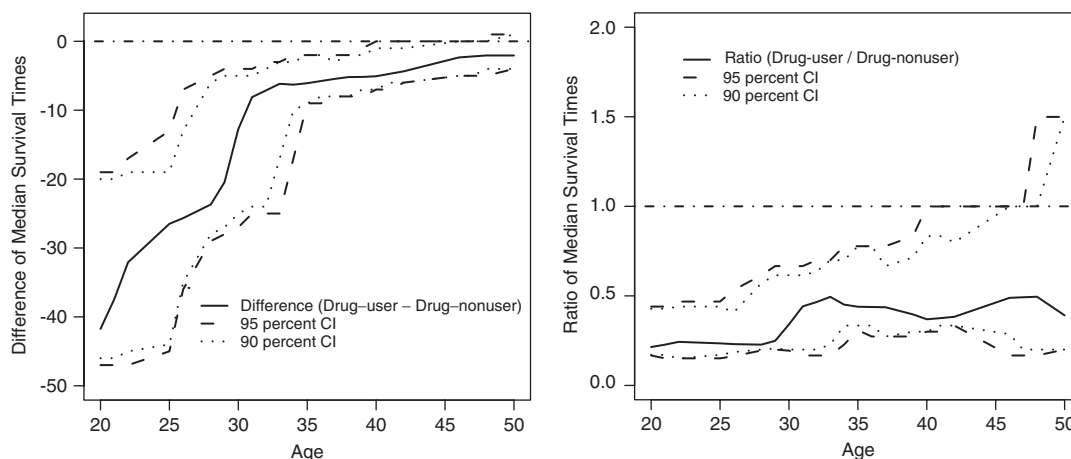 0
-10
-20
-30
-40
-50
Difference of Median Survival Times
Difference (Drug–user – Drug–nonuser)
95 percent CI
90 percent CI
20 25 30 35 40 45 50
Age
2.0
1.5
1.0
0.5
0.0
Ratio of Median Survival Times
Ratio (Drug-user / Drug-nonuser)
95 percent CI
90 percent CI
20 25 30 35 40 45 50
Age